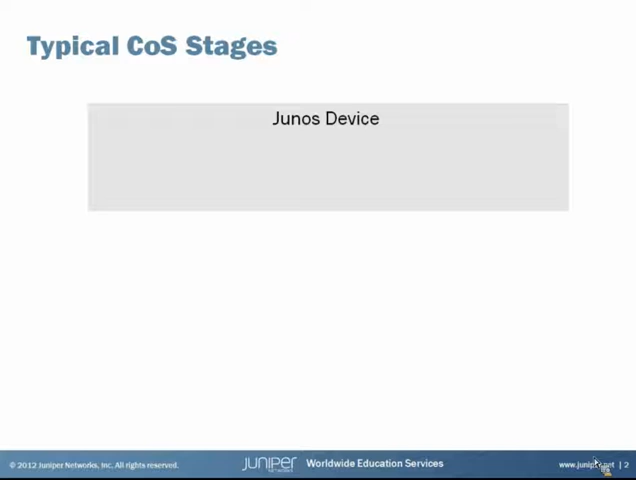 Typical CoS Stages
Junos Device
© 2012 Juniper Networks, Inc. All rights reserved.
JUNIPER
NETWORKS
Worldwide Education Services
www.juniper.net | 2